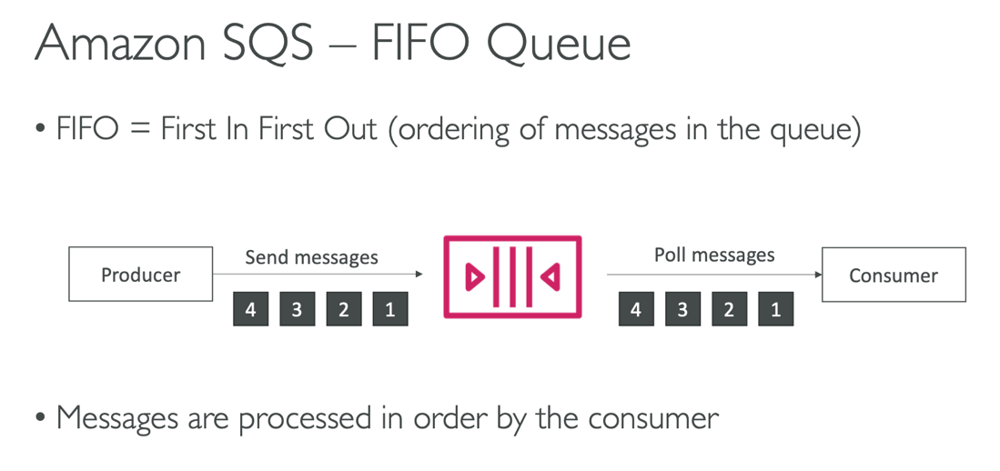 Amazon SQS – FIFO Queue
• FIFO = First In First Out (ordering of messages in the queue)
Producer
Send messages
4 3 2 1
Poll messages
4 3 2 1
Consumer
• Messages are processed in order by the consumer